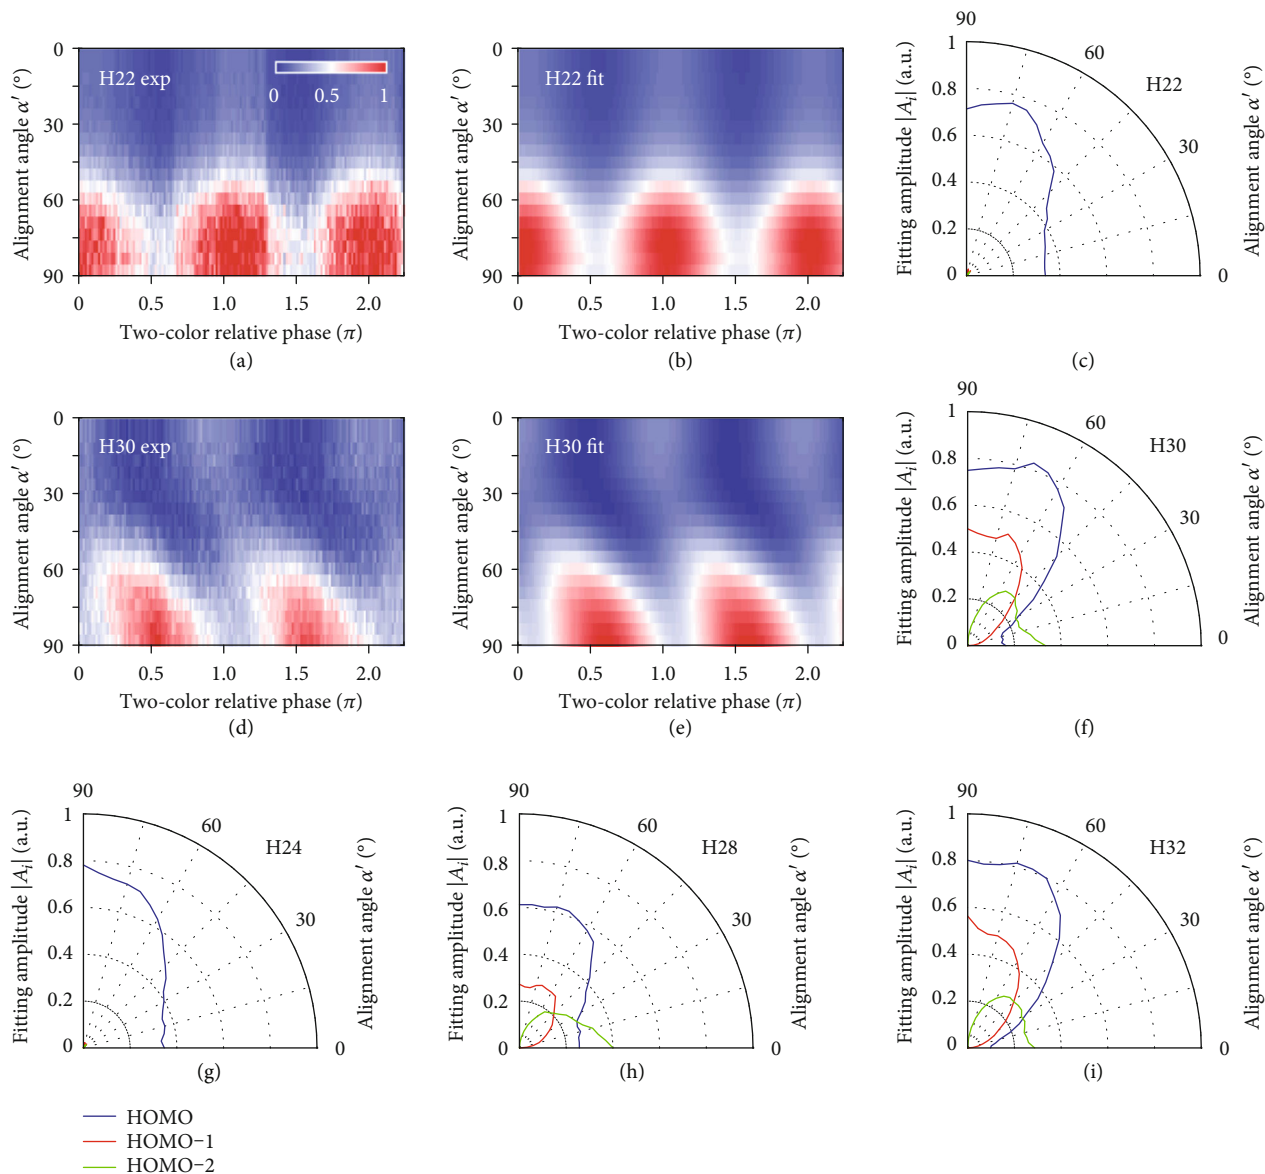 H22 exp
0 0.5 1
0
30
60
90
Alignment angle α′ (°)
0 0.5 1.0 1.5 2.0
Two-color relative phase (π)
(a)
H22 fit
0
30
60
90
Alignment angle α′ (°)
0 0.5 1.0 1.5 2.0
Two-color relative phase (π)
(b)
90
60
30
0
H22
1
0.8
0.6
0.4
0.2
0
Fitting amplitude |A_i| (a.u.)
Alignment angle α′ (°)
(c)
H30 exp
0
30
60
90
Alignment angle α′ (°)
0 0.5 1.0 1.5 2.0
Two-color relative phase (π)
(d)
H30 fit
0
30
60
90
Alignment angle α′ (°)
0 0.5 1.0 1.5 2.0
Two-color relative phase (π)
(e)
90
60
30
0
H30
1
0.8
0.6
0.4
0.2
0
Fitting amplitude |A_i| (a.u.)
Alignment angle α′ (°)
(f)
90
60
30
0
H24
1
0.8
0.6
0.4
0.2
0
Fitting amplitude |A_i| (a.u.)
Alignment angle α′ (°)
(g)
90
60
30
0
H28
1
0.8
0.6
0.4
0.2
0
Fitting amplitude |A_i| (a.u.)
Alignment angle α′ (°)
(h)
90
60
30
0
H32
1
0.8
0.6
0.4
0.2
0
Fitting amplitude |A_i| (a.u.)
Alignment angle α′ (°)
(i)
HOMO
HOMO−1
HOMO−2